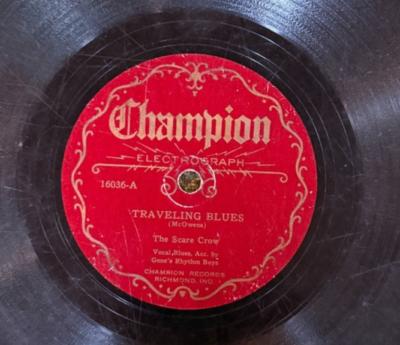 Champion
ELECTROGRAPH
16036-A
TRAVELING BLUES
(McOwens)
The Scare Crow
Vocal Blues, Acc. by
Gene's Rhythm Boys
CHAMPION RECORDS
RICHMOND, IND.